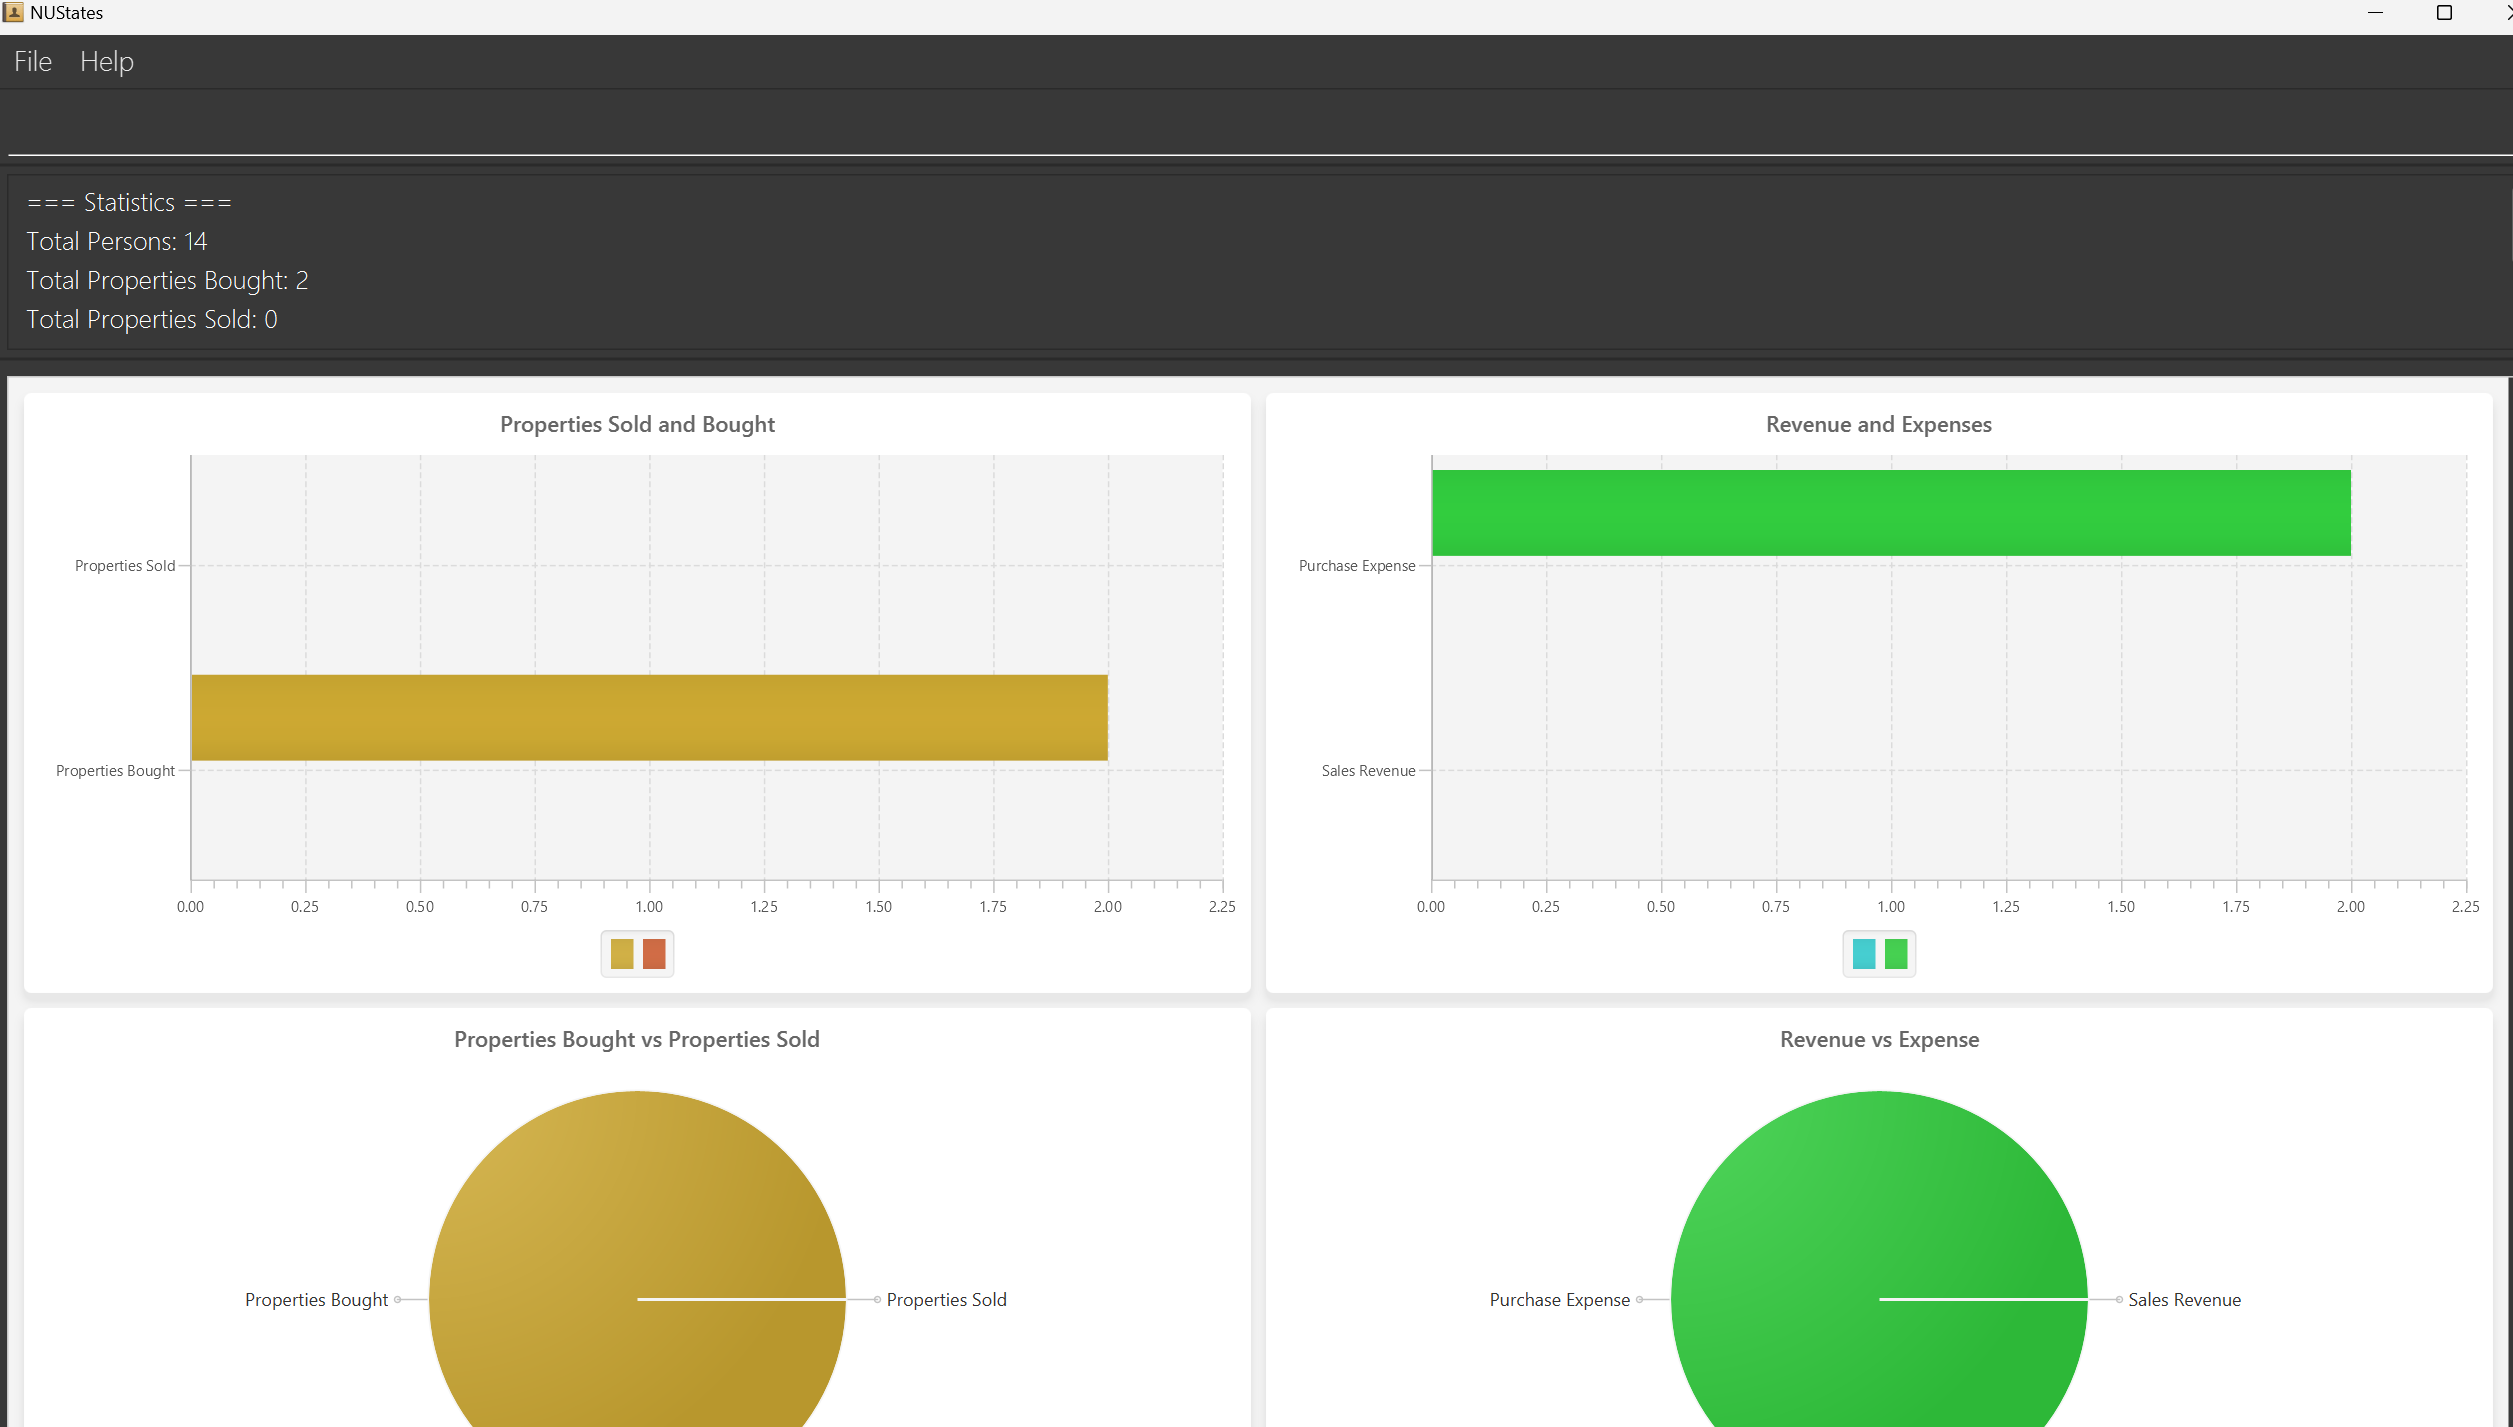 NUStates
File Help
=== Statistics ===
Total Persons: 14
Total Properties Bought: 2
Total Properties Sold: 0
Properties Sold and Bought
Properties Sold
Properties Bought
0.00 0.25 0.50 0.75 1.00 1.25 1.50 1.75 2.00 2.25
Revenue and Expenses
Purchase Expense
Sales Revenue
0.00 0.25 0.50 0.75 1.00 1.25 1.50 1.75 2.00 2.25
Properties Bought vs Properties Sold
Properties Bought
Properties Sold
Revenue vs Expense
Purchase Expense
Sales Revenue